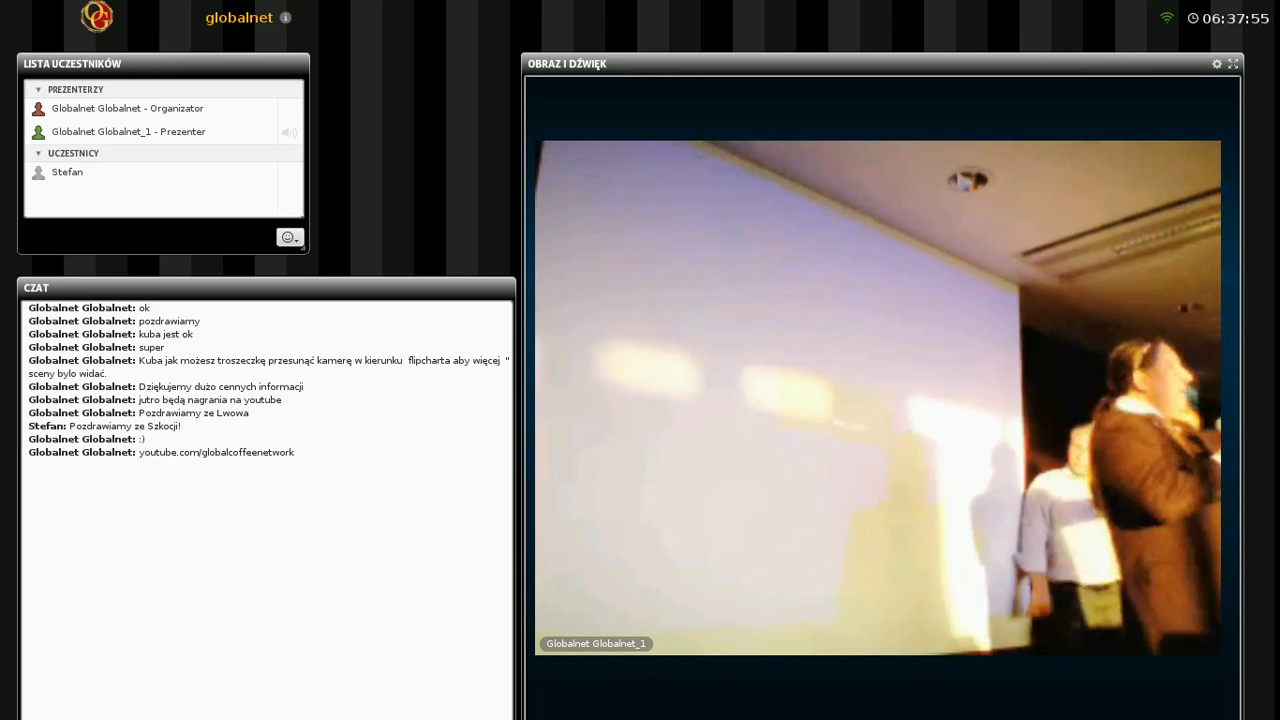 OG
globalnet
06:37:55
LISTA UCZESTNIKÓW
PREZENTERZY
Globalnet Globalnet - Organizator
Globalnet Globalnet_1 - Prezenter
UCZESTNICY
Stefan
CZAT
Globalnet Globalnet: ok
Globalnet Globalnet: pozdrawiamy
Globalnet Globalnet: kuba jest ok
Globalnet Globalnet: super
Globalnet Globalnet: Kuba jak możesz troszeczkę przesunąć kamerę w kierunku flipcharta aby więcej "
sceny bylo widać.
Globalnet Globalnet: Dziękujemy dużo cennych informacji
Globalnet Globalnet: jutro będą nagrania na youtube
Globalnet Globalnet: Pozdrawiamy ze Lwowa
Stefan: Pozdrawiamy ze Szkocji!
Globalnet Globalnet: :)
Globalnet Globalnet: youtube.com/globalcoffeenetwork
OBRAZ I DŹWIĘK
Globalnet Globalnet_1